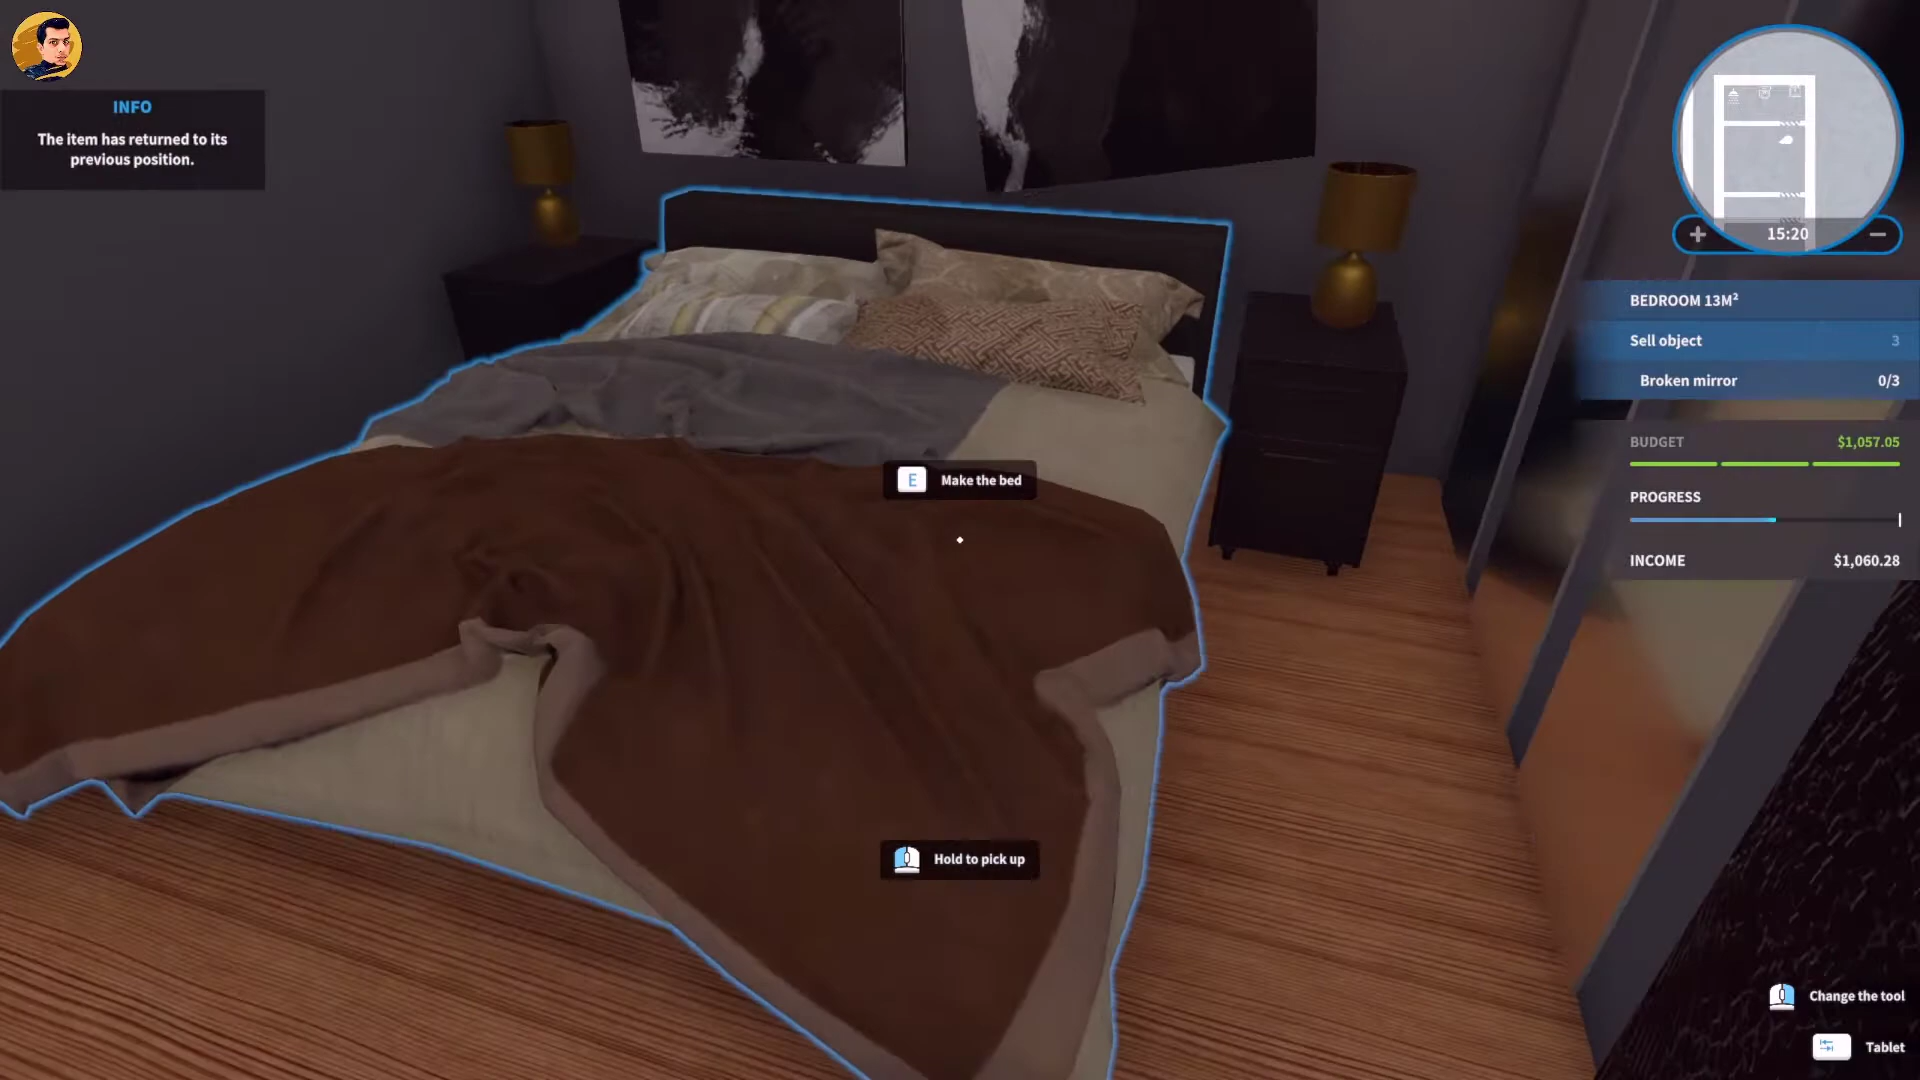 INFO
The item has returned to its
previous position.
15:20
BEDROOM 13M²
Sell object 3
Broken mirror 0/3
BUDGET $1,057.05
PROGRESS
INCOME $1,060.28
E Make the bed
Hold to pick up
Change the tool
Tablet